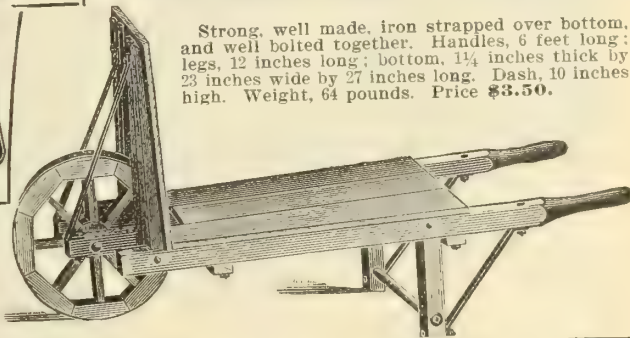 Strong, well made, iron strapped over bottom,
and well bolted together. Handles, 6 feet long;
legs, 12 inches long; bottom, 1¼ inches thick by
23 inches wide by 27 inches long. Dash, 10 inches
high. Weight, 64 pounds. Price $3.50.